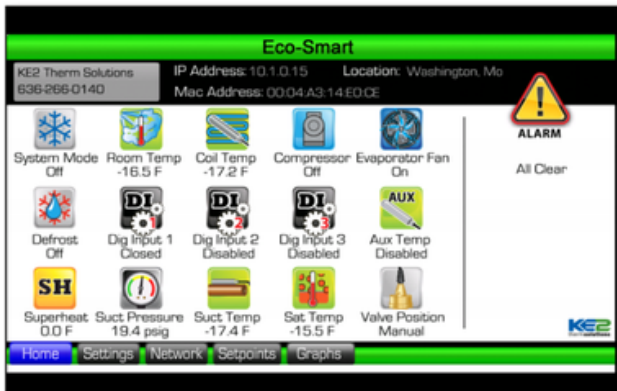 Eco-Smart
KE2 Therm Solutions IP Address: 10.1.0.15 Location: Washington, Mo
636-266-0140 Mac Address: 00:04:A3:14:E0:CE
ALARM
All Clear
System Mode Room Temp Coil Temp Compressor Evaporator Fan
Off -16.5 F -17.2 F Off On
DI 1 DI 2 DI 3 AUX
Defrost Dig Input 1 Dig Input 2 Dig Input 3 Aux Temp
Off Closed Disabled Disabled Disabled
SH
Superheat Suct Pressure Suct Temp Sat Temp Valve Position
0.0 F 19.4 psig -17.4 F -15.5 F Manual
KE2
Home Settings Network Setpoints Graphs